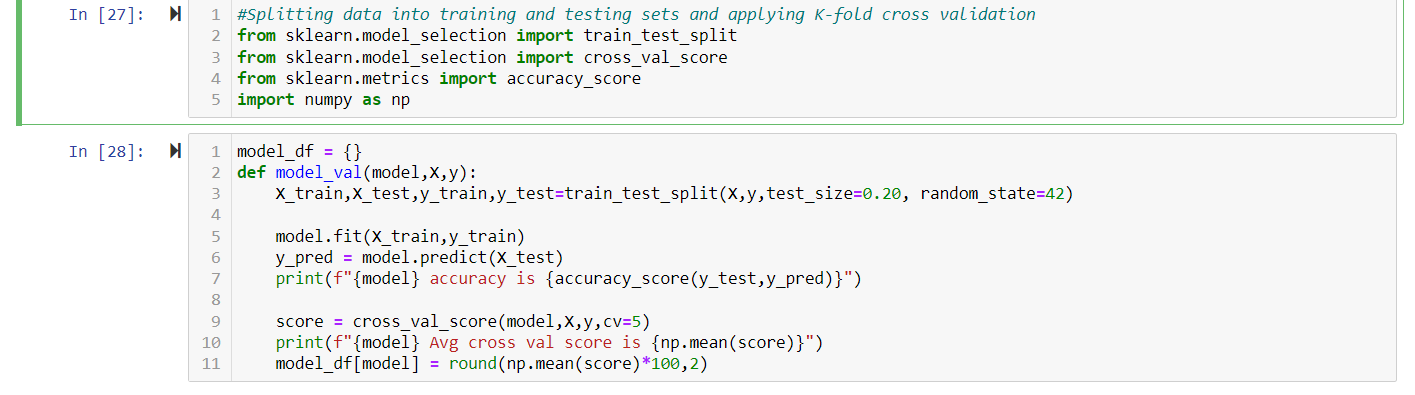 In [27]:
1 #Splitting data into training and testing sets and applying K-fold cross validation
2 from sklearn.model_selection import train_test_split
3 from sklearn.model_selection import cross_val_score
4 from sklearn.metrics import accuracy_score
5 import numpy as np
In [28]:
1 model_df = {}
2 def model_val(model,X,y):
3     X_train,X_test,y_train,y_test=train_test_split(X,y,test_size=0.20, random_state=42)
4
5     model.fit(X_train,y_train)
6     y_pred = model.predict(X_test)
7     print(f"{model} accuracy is {accuracy_score(y_test,y_pred)}")
8
9     score = cross_val_score(model,X,y,cv=5)
10     print(f"{model} Avg cross val score is {np.mean(score)}")
11     model_df[model] = round(np.mean(score)*100,2)